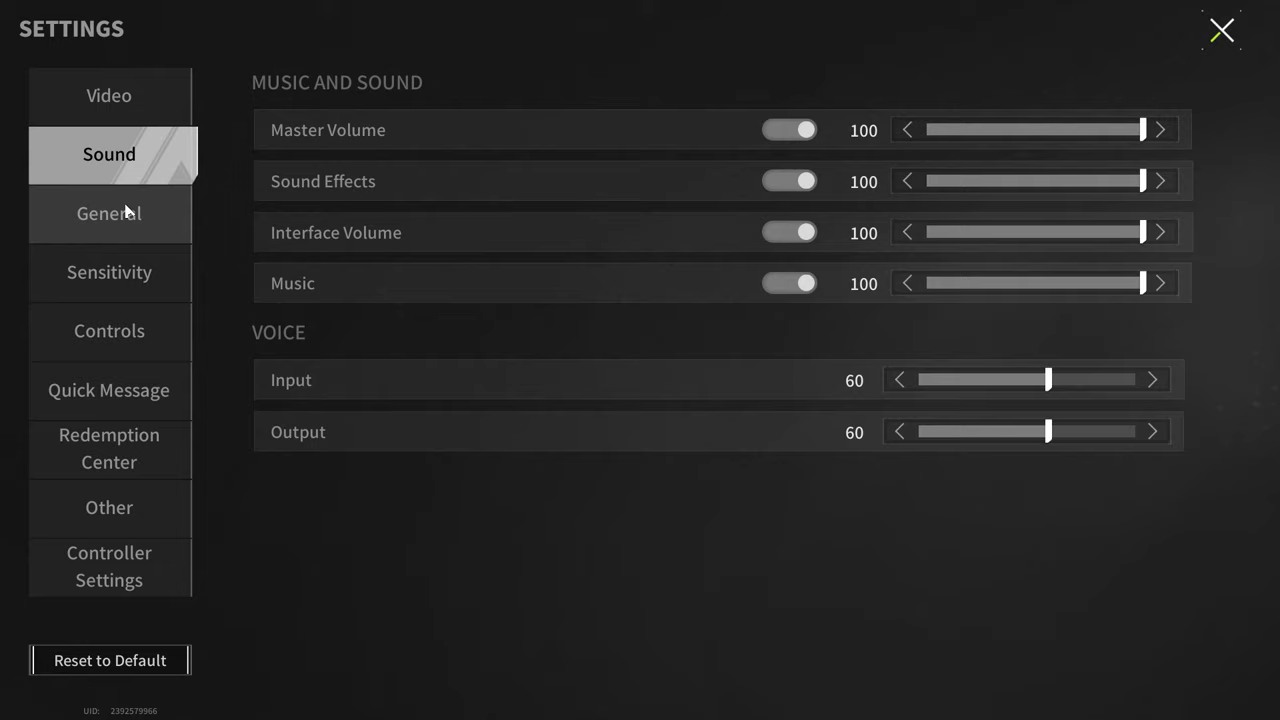 SETTINGS
Video
Sound
General
Sensitivity
Controls
Quick Message
Redemption
Center
Other
Controller
Settings
Reset to Default
UID: 2392579966
MUSIC AND SOUND
Master Volume 100
Sound Effects 100
Interface Volume 100
Music 100
VOICE
Input 60
Output 60